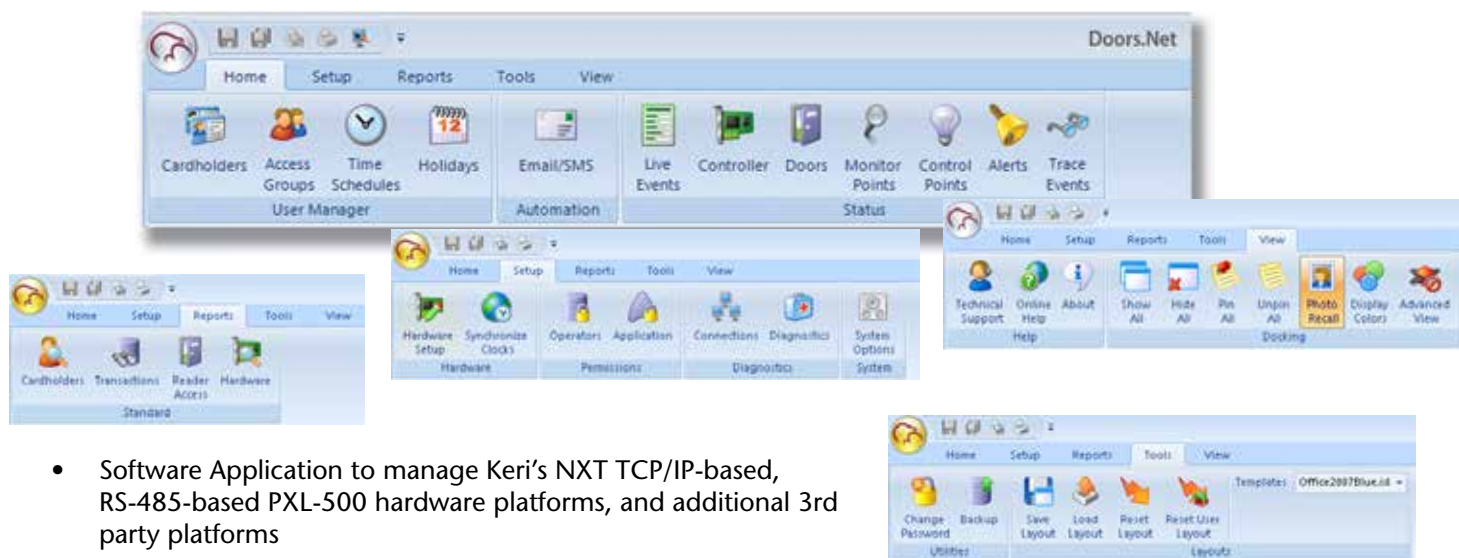 Doors.Net
Home Setup Reports Tools View
Cardholders Access Groups Time Schedules Holidays Email/SMS Live Events Controller Doors Monitor Points Control Points Alerts Trace Events
User Manager Automation Status
Home Setup Reports Tools View
Technical Support Online Help About Show All Hide All Pin All Unpin All Photo Recall Display Colors Advanced View
Help Docking
Home Setup Reports Tools View
Hardware Setup Synchronize Clocks Operators Application Connections Diagnostics System Options
Hardware Permissions Diagnostics System
Home Setup Reports Tools View
Cardholders Transactions Reader Access Hardware
Standard
Home Setup Reports Tools View
Change Password Backup Save Layout Load Layout Reset Layout Reset User Layout Templates Office2007Blue.isl
Utilities Layouts
• Software Application to manage Keri's NXT TCP/IP-based,
RS-485-based PXL-500 hardware platforms, and additional 3rd
party platforms